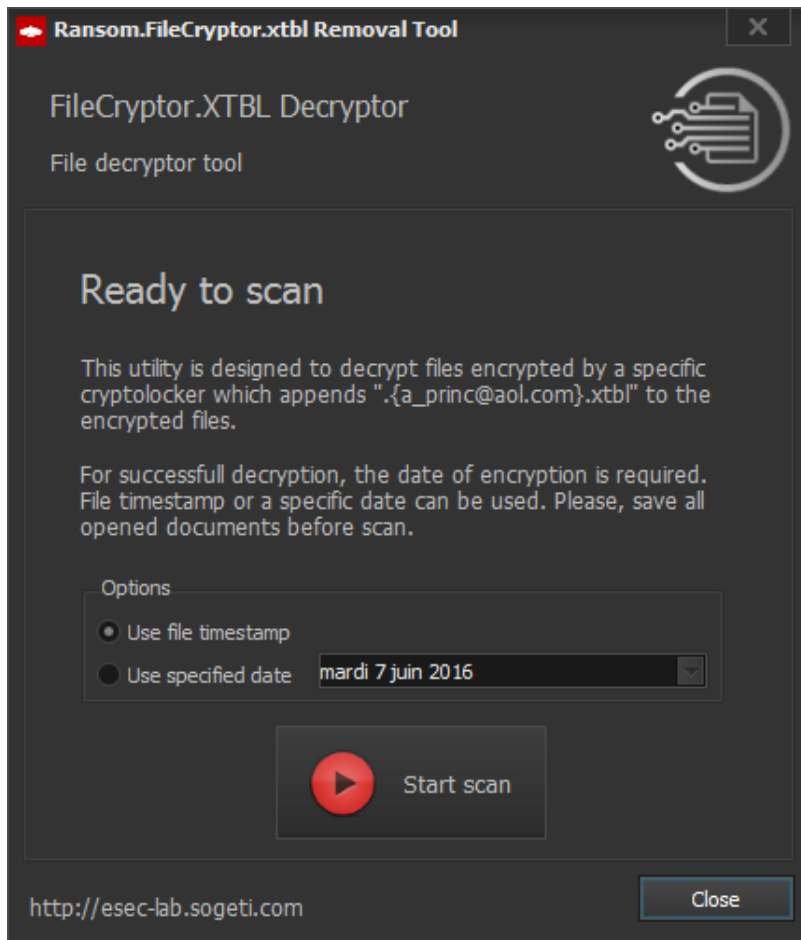 Ransom.FileCryptor.xtbl Removal Tool
FileCryptor.XTBL Decryptor
File decryptor tool
Ready to scan
This utility is designed to decrypt files encrypted by a specific
cryptolocker which appends ".{a_princ@aol.com}.xtbl" to the
encrypted files.
For successfull decryption, the date of encryption is required.
File timestamp or a specific date can be used. Please, save all
opened documents before scan.
Options
Use file timestamp
Use specified date
mardi 7 juin 2016
Start scan
http://esec-lab.sogeti.com
Close